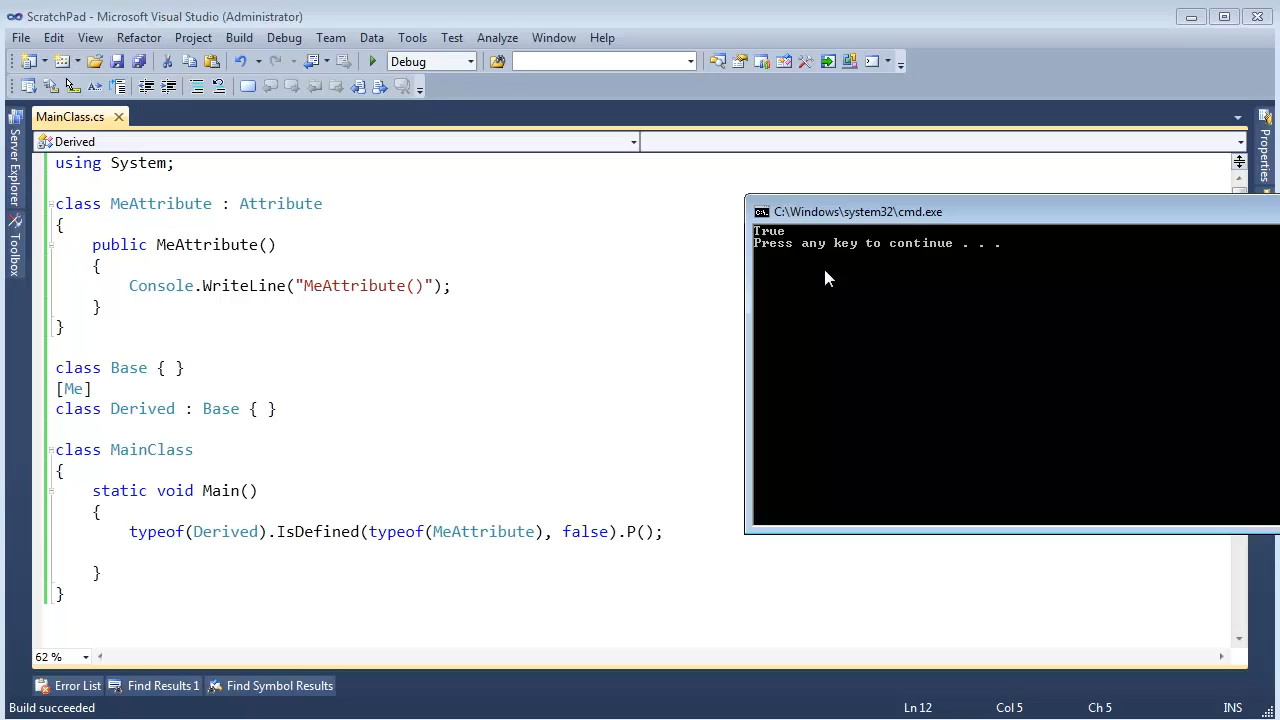 ScratchPad - Microsoft Visual Studio (Administrator)
File Edit View Refactor Project Build Debug Team Data Tools Test Analyze Window Help
Debug
MainClass.cs
Derived
Server Explorer
Toolbox
Properties
using System;
class MeAttribute : Attribute
{
public MeAttribute()
{
Console.WriteLine("MeAttribute()");
}
}
class Base { }
[Me]
class Derived : Base { }
class MainClass
{
static void Main()
{
typeof(Derived).IsDefined(typeof(MeAttribute), false).P();
}
}
C:\Windows\system32\cmd.exe
True
Press any key to continue . . .
62 %
Error List Find Results 1 Find Symbol Results
Build succeeded Ln 12 Col 5 Ch 5 INS